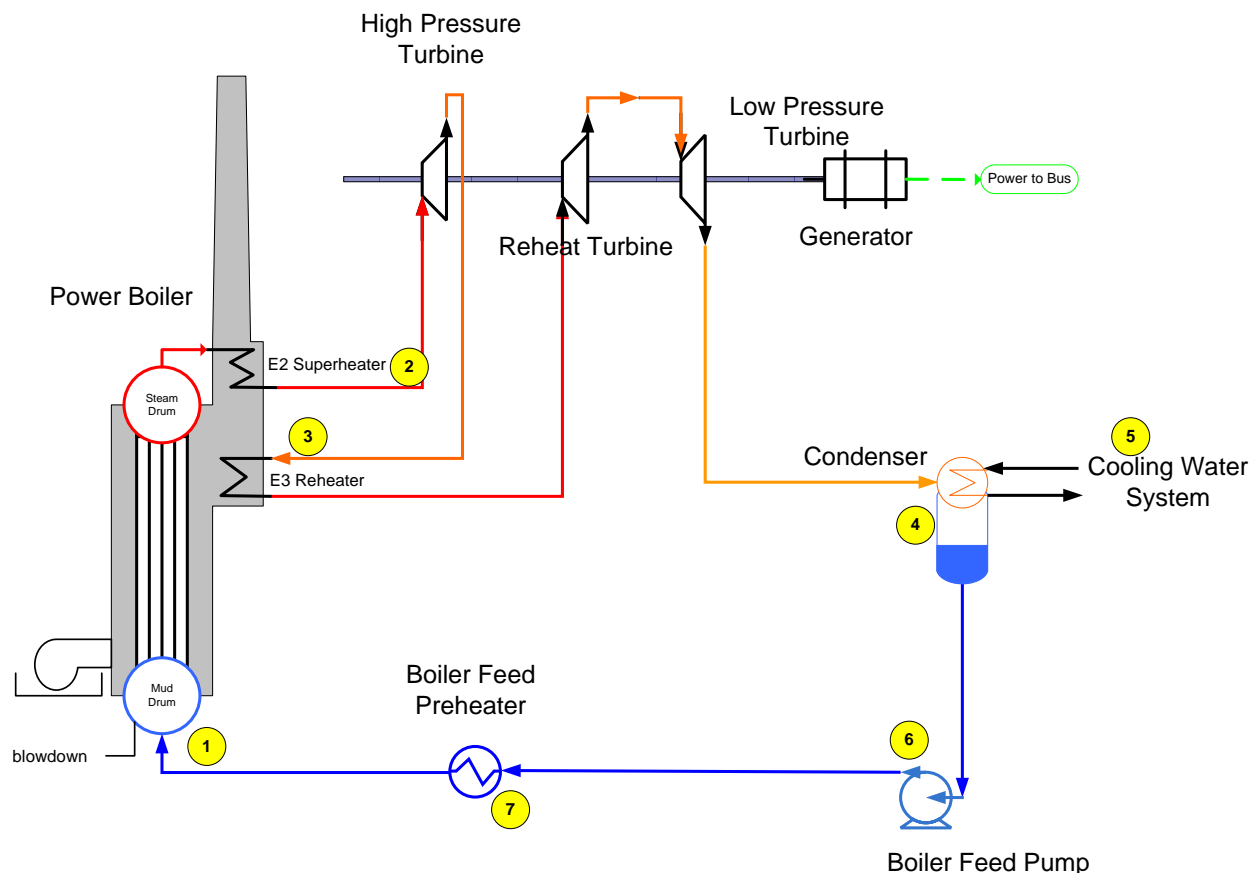 High Pressure
Turbine
Low Pressure
Turbine
Power to Bus
Reheat Turbine
Generator
Power Boiler
E2 Superheater
2
Steam
Drum
3
E3 Reheater
Condenser
5
Cooling Water
System
4
Mud
Drum
Boiler Feed
Preheater
1
6
blowdown
7
Boiler Feed Pump